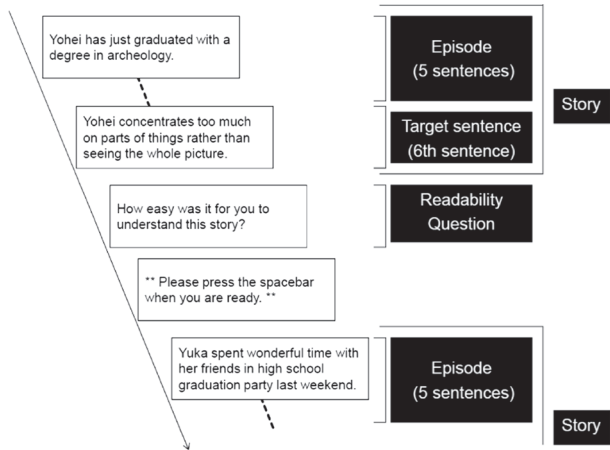 Yohei has just graduated with a
degree in archeology.
Episode
(5 sentences)
Story
Yohei concentrates too much
on parts of things rather than
seeing the whole picture.
Target sentence
(6th sentence)
How easy was it for you to
understand this story?
Readability
Question
** Please press the spacebar
when you are ready. **
Yuka spent wonderful time with
her friends in high school
graduation party last weekend.
Episode
(5 sentences)
Story